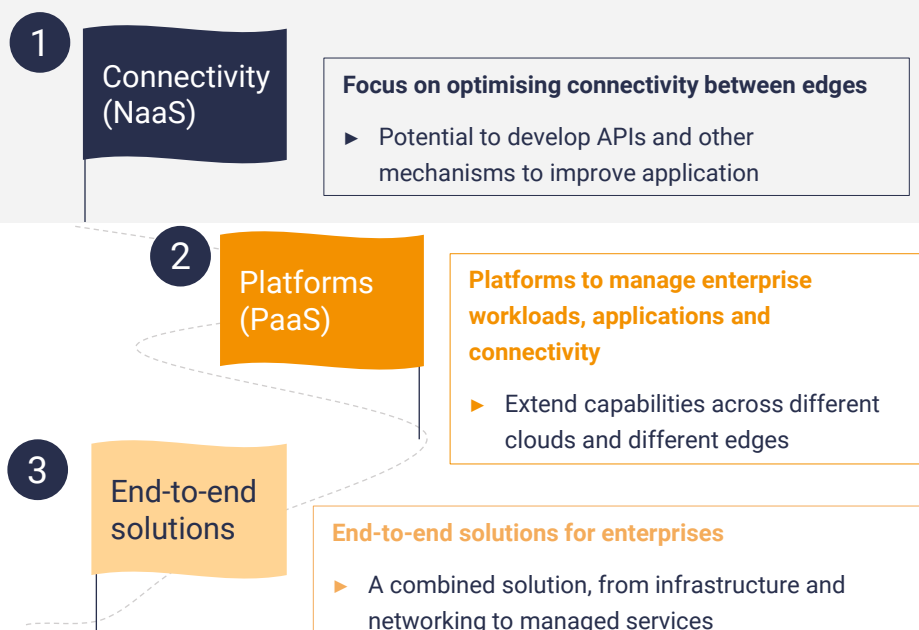 1
Connectivity
(NaaS)
Focus on optimising connectivity between edges
► Potential to develop APIs and other
mechanisms to improve application
2
Platforms
(PaaS)
Platforms to manage enterprise
workloads, applications and
connectivity
► Extend capabilities across different
clouds and different edges
3
End-to-end
solutions
End-to-end solutions for enterprises
► A combined solution, from infrastructure and
networking to managed services